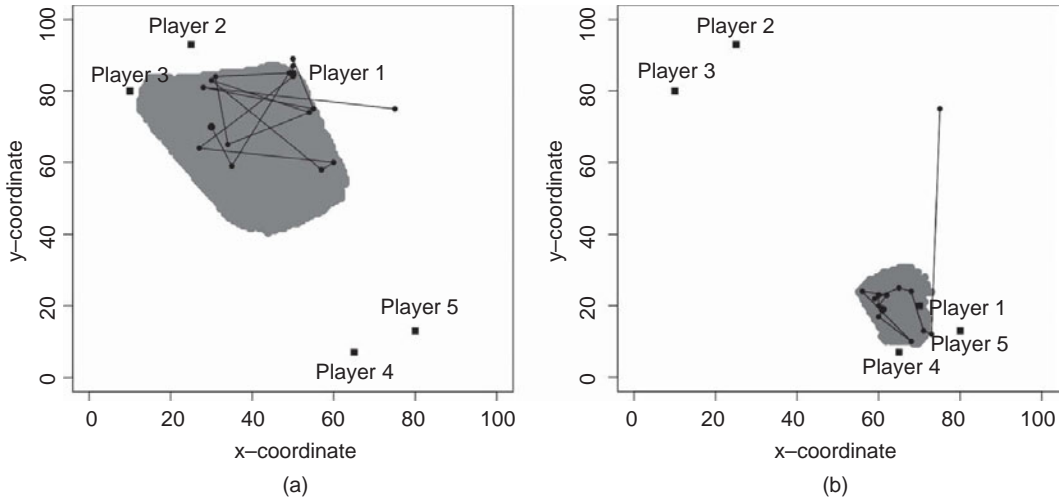 100
80
60
40
20
0
y–coordinate
Player 2
Player 3
Player 1
Player 5
Player 4
0 20 40 60 80 100
x–coordinate
(a)
100
80
60
40
20
0
y–coordinate
Player 2
Player 3
Player 1
Player 5
Player 4
0 20 40 60 80 100
x–coordinate
(b)